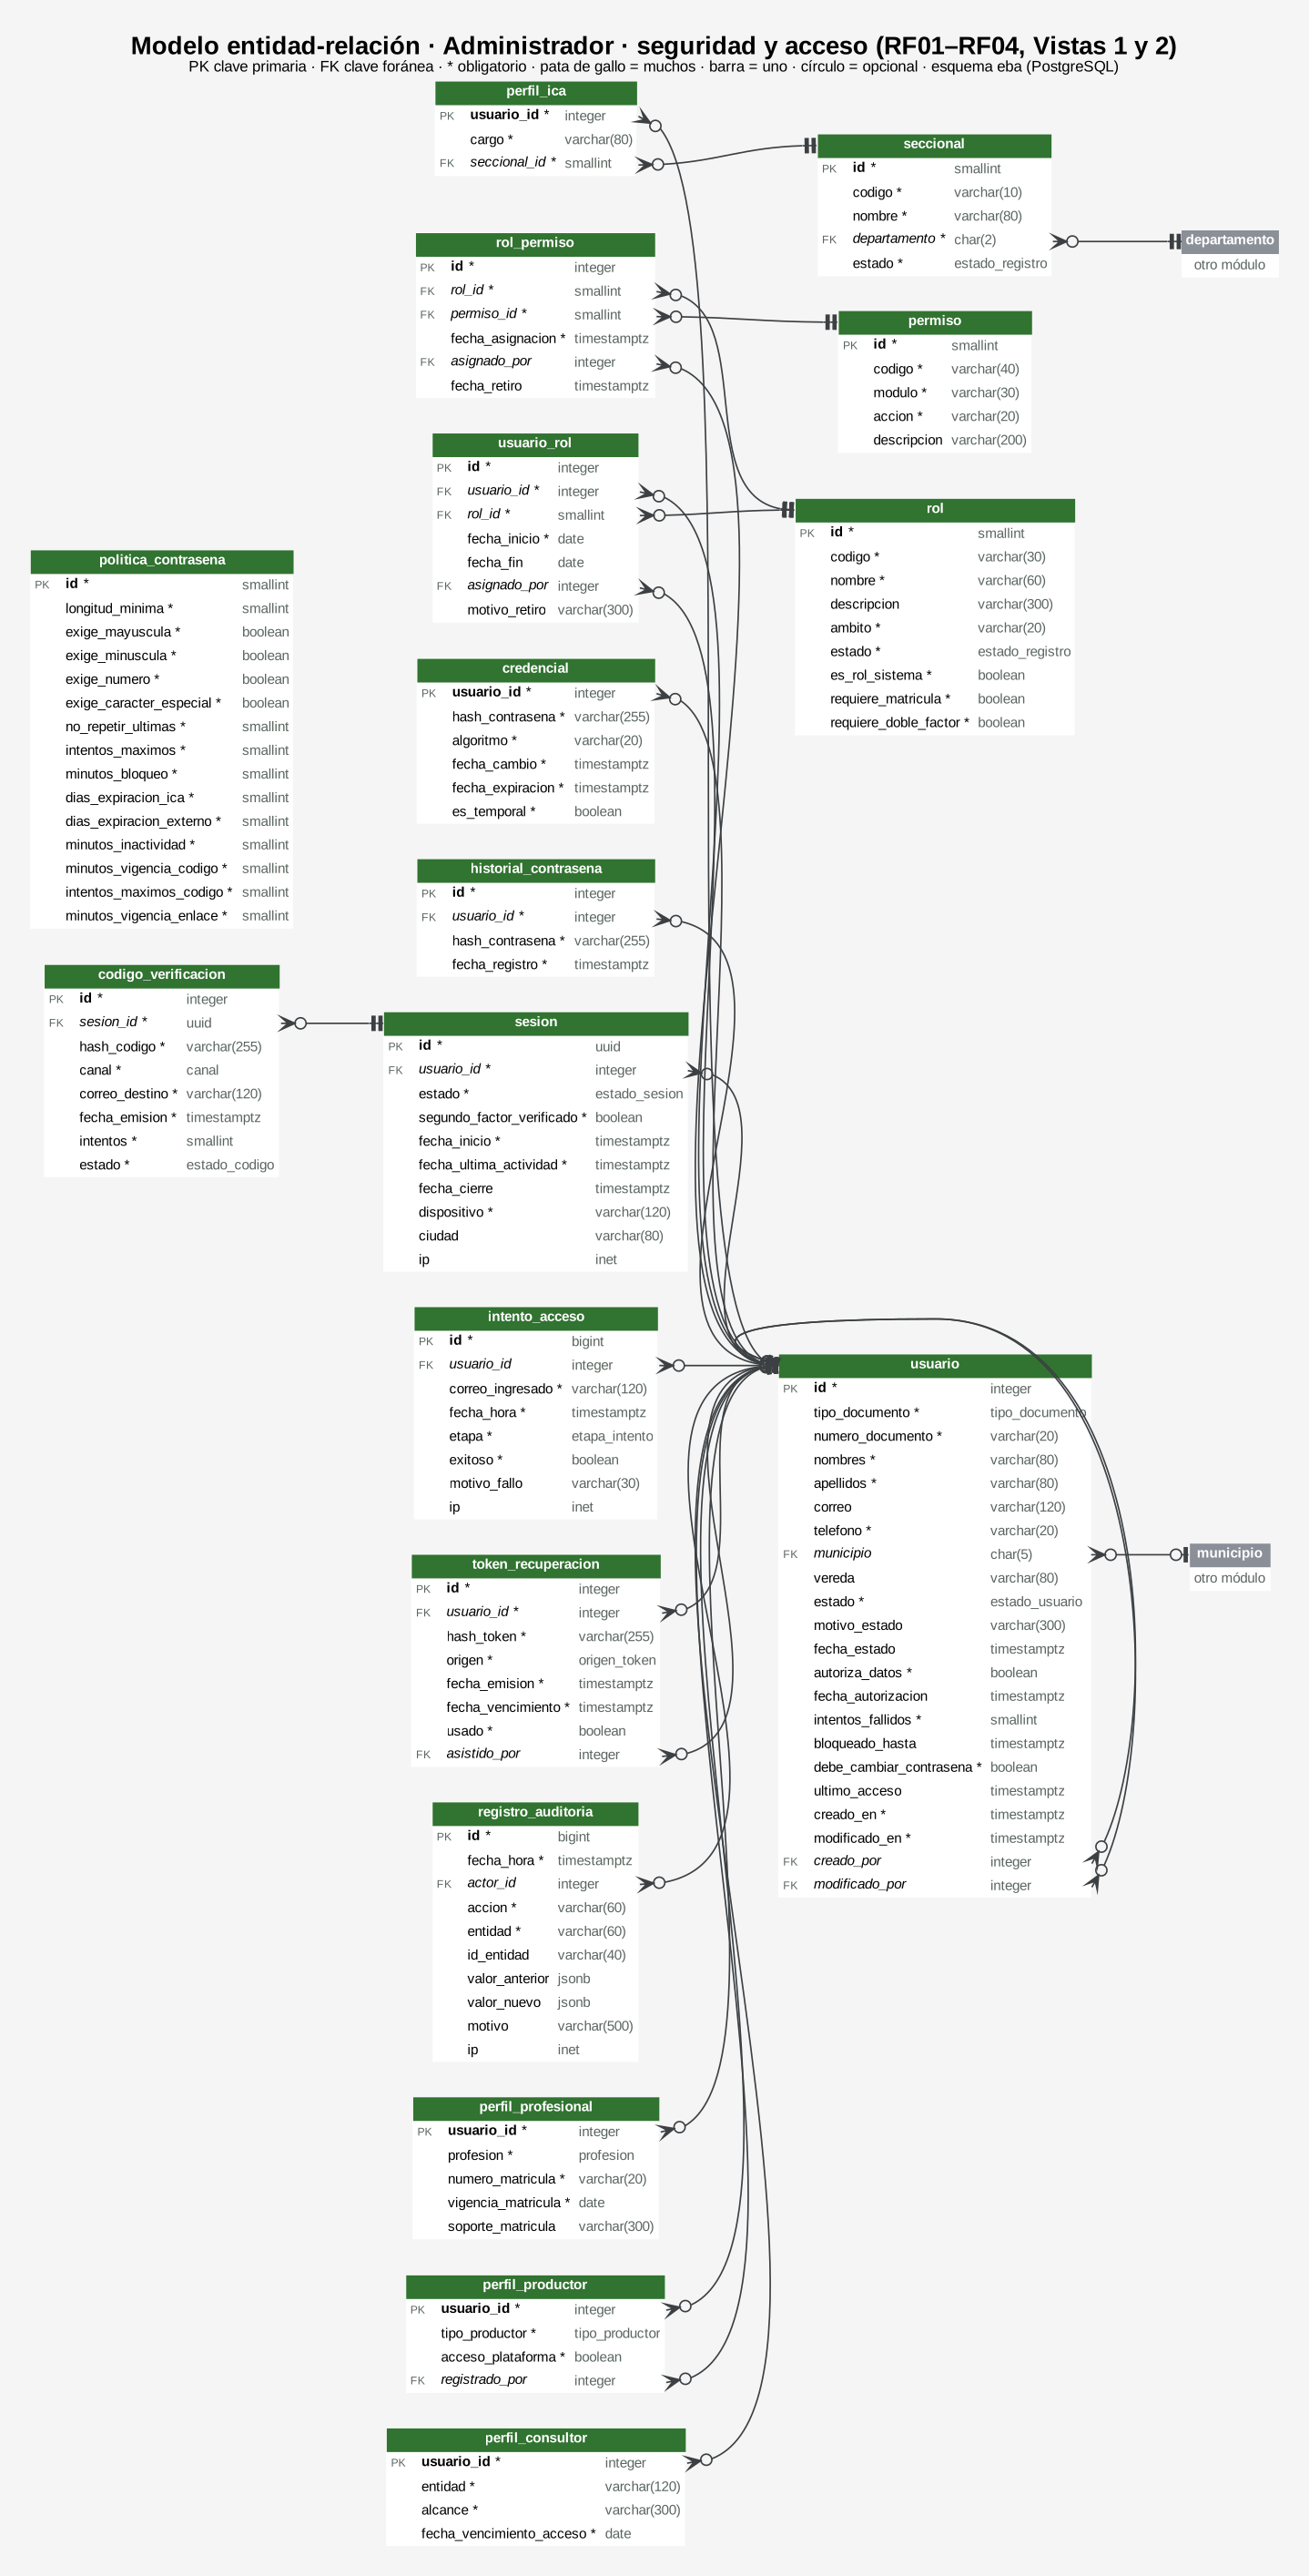 Modelo entidad-relación · Administrador · seguridad y acceso (RF01–RF04, Vistas 1 y 2)
PK clave primaria · FK clave foránea · * obligatorio · pata de gallo = muchos · barra = uno · círculo = opcional · esquema eba (PostgreSQL)
perfil_ica
PK usuario_id * integer
cargo * varchar(80)
FK seccional_id * smallint
seccional
PK id * smallint
codigo * varchar(10)
nombre * varchar(80)
FK departamento * char(2)
estado * estado_registro
departamento
otro módulo
rol_permiso
PK id * integer
FK rol_id * smallint
FK permiso_id * smallint
fecha_asignacion * timestamptz
FK asignado_por integer
fecha_retiro timestamptz
permiso
PK id * smallint
codigo * varchar(40)
modulo * varchar(30)
accion * varchar(20)
descripcion varchar(200)
usuario_rol
PK id * integer
FK usuario_id * integer
FK rol_id * smallint
fecha_inicio * date
fecha_fin date
FK asignado_por integer
motivo_retiro varchar(300)
rol
PK id * smallint
codigo * varchar(30)
nombre * varchar(60)
descripcion varchar(300)
ambito * varchar(20)
estado * estado_registro
es_rol_sistema * boolean
requiere_matricula * boolean
requiere_doble_factor * boolean
politica_contrasena
PK id * smallint
longitud_minima * smallint
exige_mayuscula * boolean
exige_minuscula * boolean
exige_numero * boolean
exige_caracter_especial * boolean
no_repetir_ultimas * smallint
intentos_maximos * smallint
minutos_bloqueo * smallint
dias_expiracion_ica * smallint
dias_expiracion_externo * smallint
minutos_inactividad * smallint
minutos_vigencia_codigo * smallint
intentos_maximos_codigo * smallint
minutos_vigencia_enlace * smallint
credencial
PK usuario_id * integer
hash_contrasena * varchar(255)
algoritmo * varchar(20)
fecha_cambio * timestamptz
fecha_expiracion * timestamptz
es_temporal * boolean
historial_contrasena
PK id * integer
FK usuario_id * integer
hash_contrasena * varchar(255)
fecha_registro * timestamptz
codigo_verificacion
PK id * integer
FK sesion_id * uuid
hash_codigo * varchar(255)
canal * canal
correo_destino * varchar(120)
fecha_emision * timestamptz
intentos * smallint
estado * estado_codigo
sesion
PK id * uuid
FK usuario_id * integer
estado * estado_sesion
segundo_factor_verificado * boolean
fecha_inicio * timestamptz
fecha_ultima_actividad * timestamptz
fecha_cierre timestamptz
dispositivo * varchar(120)
ciudad varchar(80)
ip inet
intento_acceso
PK id * bigint
FK usuario_id integer
correo_ingresado * varchar(120)
fecha_hora * timestamptz
etapa * etapa_intento
exitoso * boolean
motivo_fallo varchar(30)
ip inet
usuario
PK id * integer
tipo_documento * tipo_documento
numero_documento * varchar(20)
nombres * varchar(80)
apellidos * varchar(80)
correo varchar(120)
telefono * varchar(20)
FK municipio char(5)
vereda varchar(80)
estado * estado_usuario
motivo_estado varchar(300)
fecha_estado timestamptz
autoriza_datos * boolean
fecha_autorizacion timestamptz
intentos_fallidos * smallint
bloqueado_hasta timestamptz
debe_cambiar_contrasena * boolean
ultimo_acceso timestamptz
creado_en * timestamptz
modificado_en * timestamptz
FK creado_por integer
FK modificado_por integer
municipio
otro módulo
token_recuperacion
PK id * integer
FK usuario_id * integer
hash_token * varchar(255)
origen * origen_token
fecha_emision * timestamptz
fecha_vencimiento * timestamptz
usado * boolean
FK asistido_por integer
registro_auditoria
PK id * bigint
fecha_hora * timestamptz
FK actor_id integer
accion * varchar(60)
entidad * varchar(60)
id_entidad varchar(40)
valor_anterior jsonb
valor_nuevo jsonb
motivo varchar(500)
ip inet
perfil_profesional
PK usuario_id * integer
profesion * profesion
numero_matricula * varchar(20)
vigencia_matricula * date
soporte_matricula varchar(300)
perfil_productor
PK usuario_id * integer
tipo_productor * tipo_productor
acceso_plataforma * boolean
FK registrado_por integer
perfil_consultor
PK usuario_id * integer
entidad * varchar(120)
alcance * varchar(300)
fecha_vencimiento_acceso * date